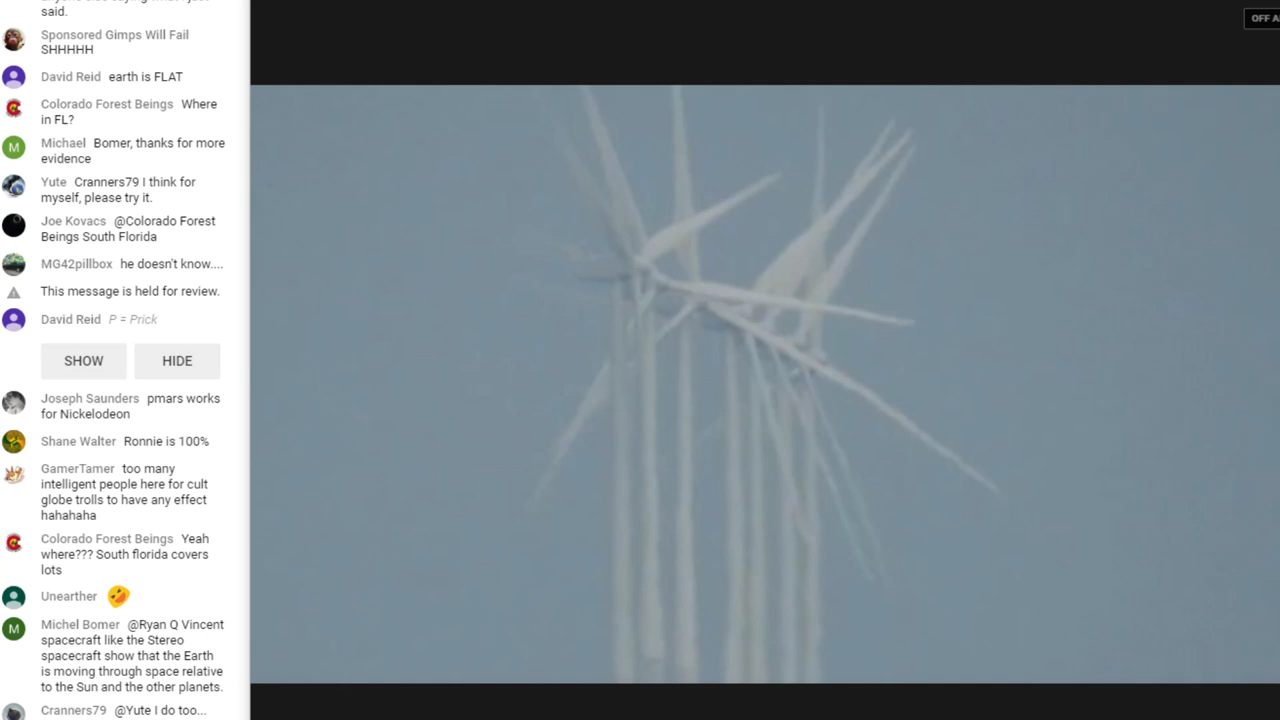 said.
Sponsored Gimps Will Fail
SHHHHH
David Reid earth is FLAT
Colorado Forest Beings Where
in FL?
Michael Bomer, thanks for more
evidence
Yute Cranners79 I think for
myself, please try it.
Joe Kovacs @Colorado Forest
Beings South Florida
MG42pillbox he doesn't know....
This message is held for review.
David Reid P = Prick
SHOW HIDE
Joseph Saunders pmars works
for Nickelodeon
Shane Walter Ronnie is 100%
GamerTamer too many
intelligent people here for cult
globe trolls to have any effect
hahahaha
Colorado Forest Beings Yeah
where??? South florida covers
lots
Unearther
M Michel Bomer @Ryan Q Vincent
spacecraft like the Stereo
spacecraft show that the Earth
is moving through space relative
to the Sun and the other planets.
Cranners79 @Yute I do too...
OFF A